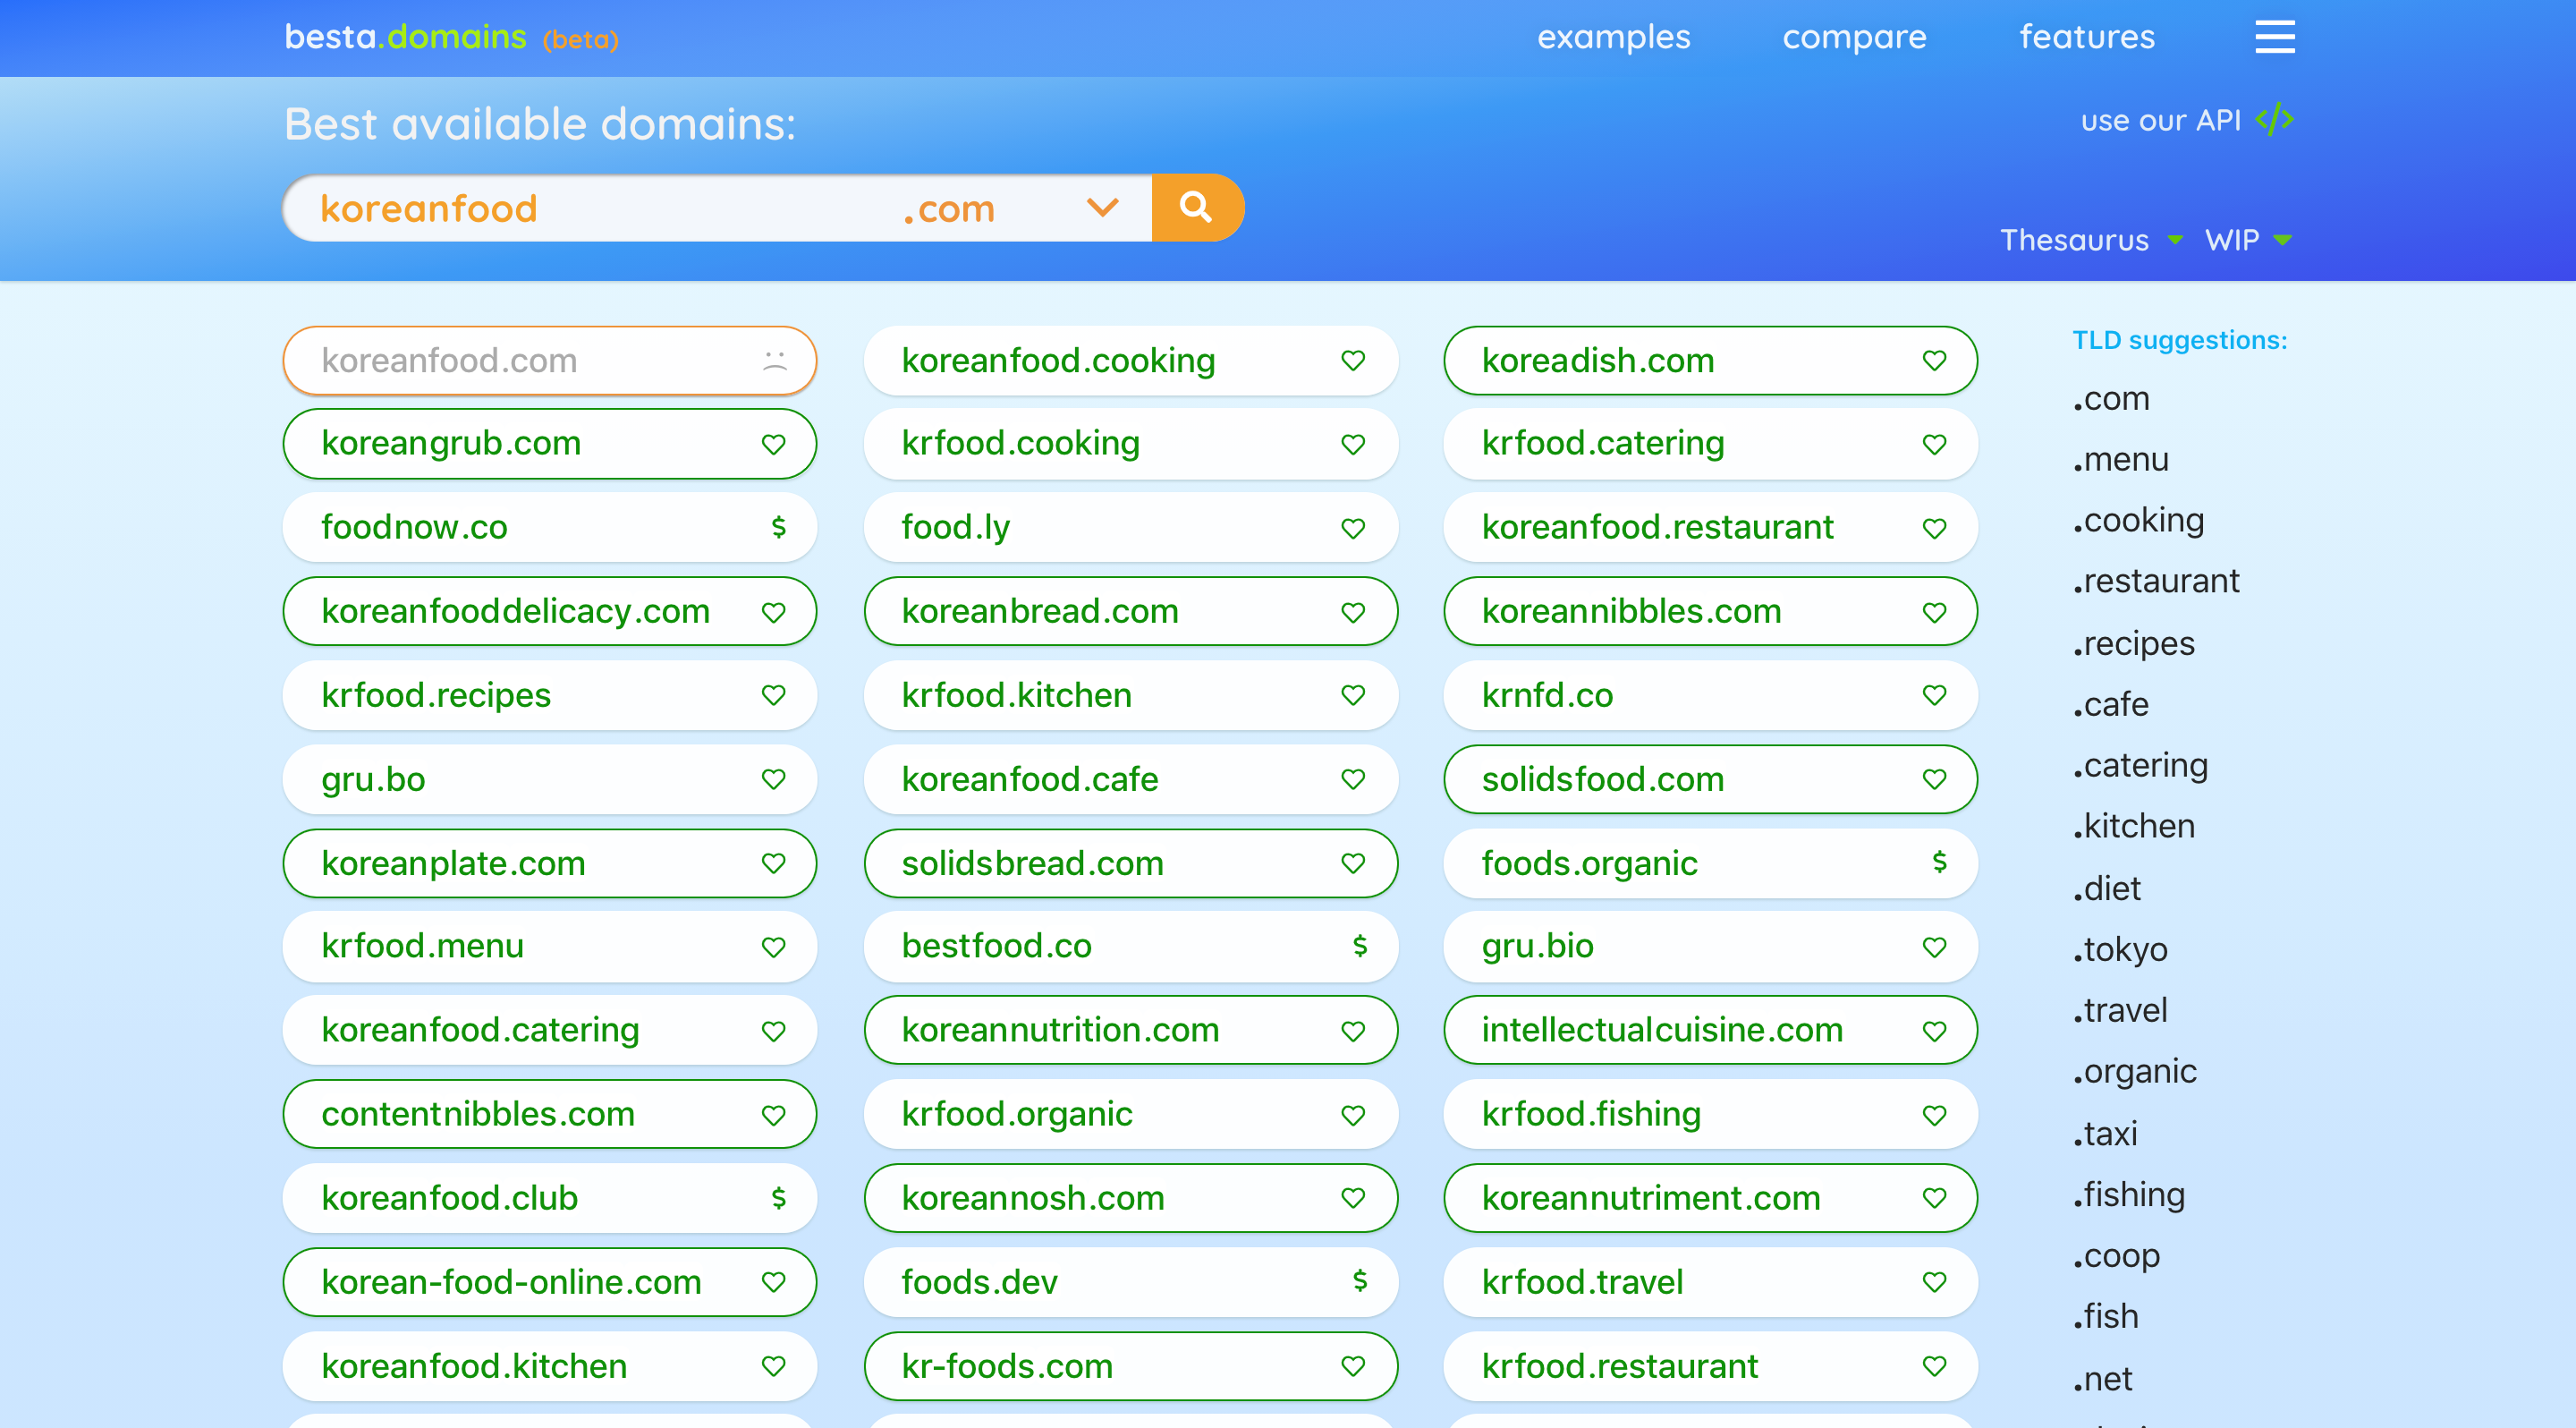 besta.domains (beta)
examples
compare
features
Best available domains:
use our API </>
koreanfood .com
Thesaurus
WIP
koreanfood.com
koreanfood.cooking
koreadish.com
koreangrub.com
krfood.cooking
krfood.catering
foodnow.co $
food.ly
koreanfood.restaurant
koreanfooddelicacy.com
koreanbread.com
koreannibbles.com
krfood.recipes
krfood.kitchen
krnfd.co
gru.bo
koreanfood.cafe
solidsfood.com
koreanplate.com
solidsbread.com
foods.organic $
krfood.menu
bestfood.co $
gru.bio
koreanfood.catering
koreannutrition.com
intellectualcuisine.com
contentnibbles.com
krfood.organic
krfood.fishing
koreanfood.club $
koreannosh.com
koreannutriment.com
korean-food-online.com
foods.dev $
krfood.travel
koreanfood.kitchen
kr-foods.com
krfood.restaurant
TLD suggestions:
.com
.menu
.cooking
.restaurant
.recipes
.cafe
.catering
.kitchen
.diet
.tokyo
.travel
.organic
.taxi
.fishing
.coop
.fish
.net